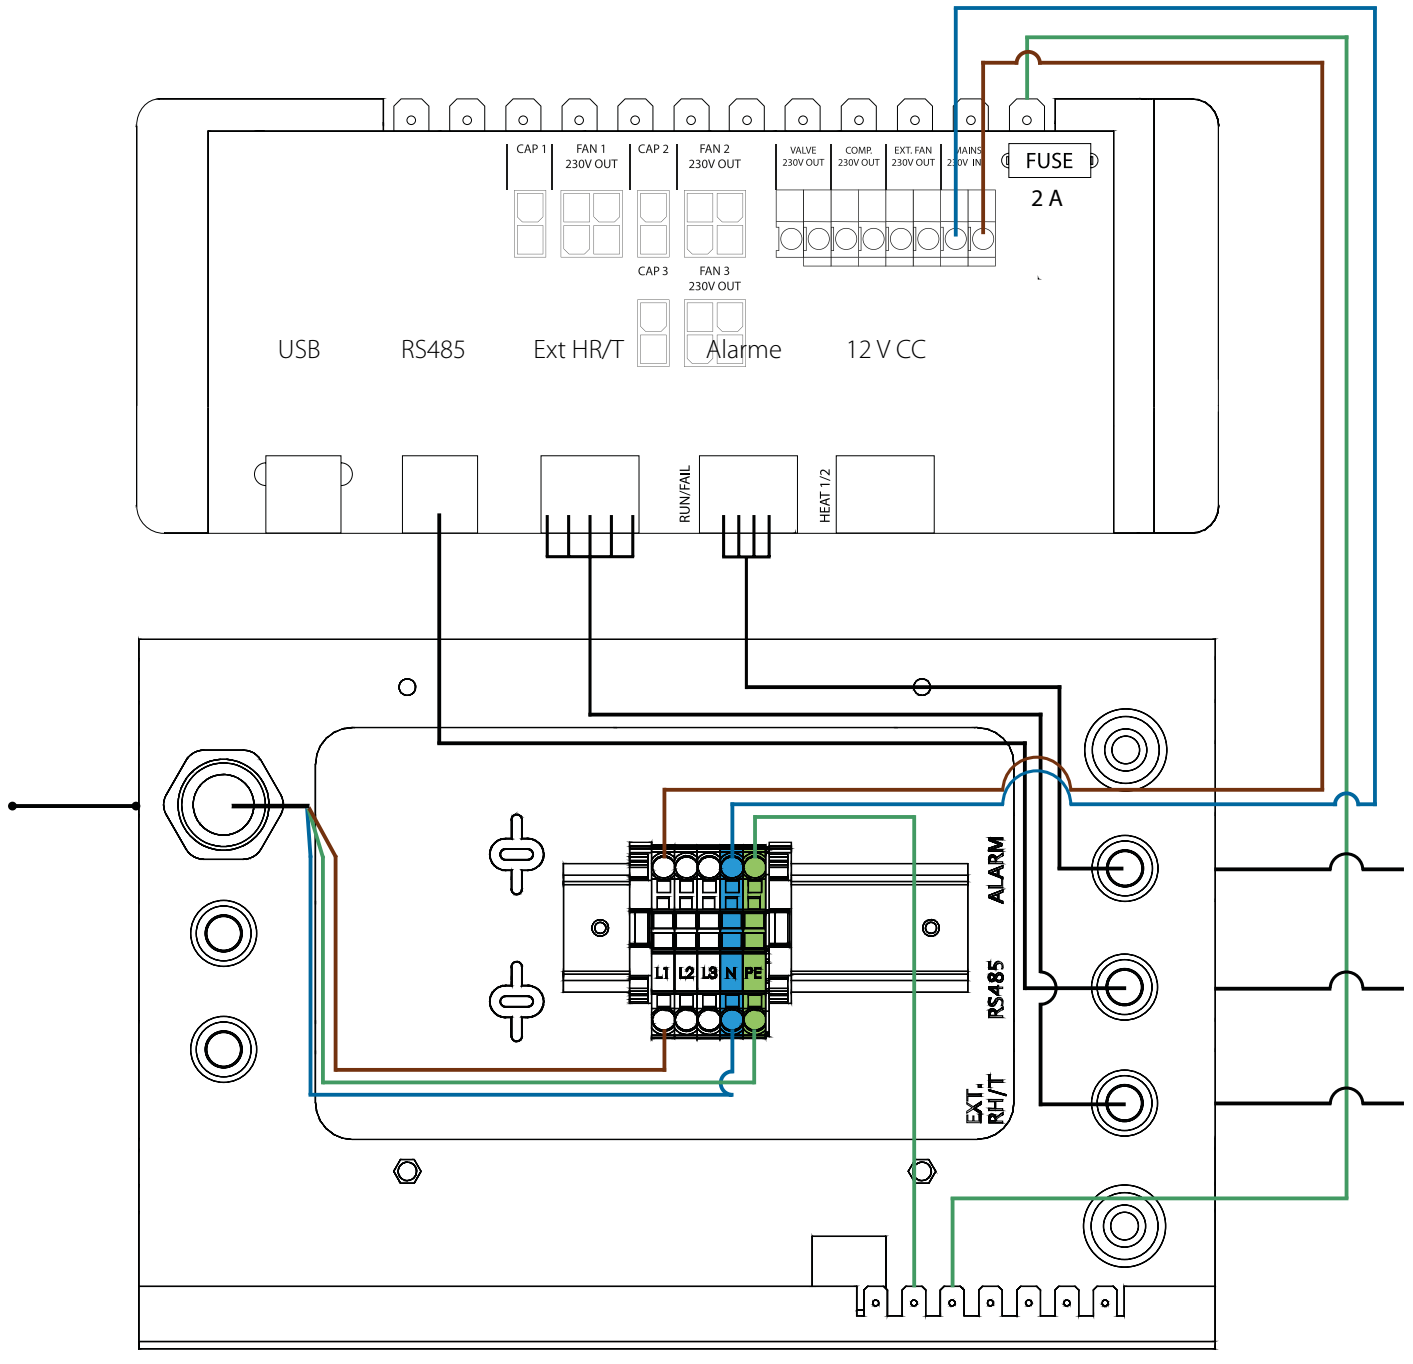 CAP 1
FAN 1
230V OUT
CAP 2
FAN 2
230V OUT
VALVE
230V OUT
COMP.
230V OUT
EXT. FAN
230V OUT
MAINS
230V IN
FUSE
2 A
CAP 3
FAN 3
230V OUT
USB
RS485
Ext HR/T
Alarme
12 V CC
RUN/FAIL
HEAT 1/2
ALARM
L1
L2
L3
N
PE
RS485
EXT.
RH/T